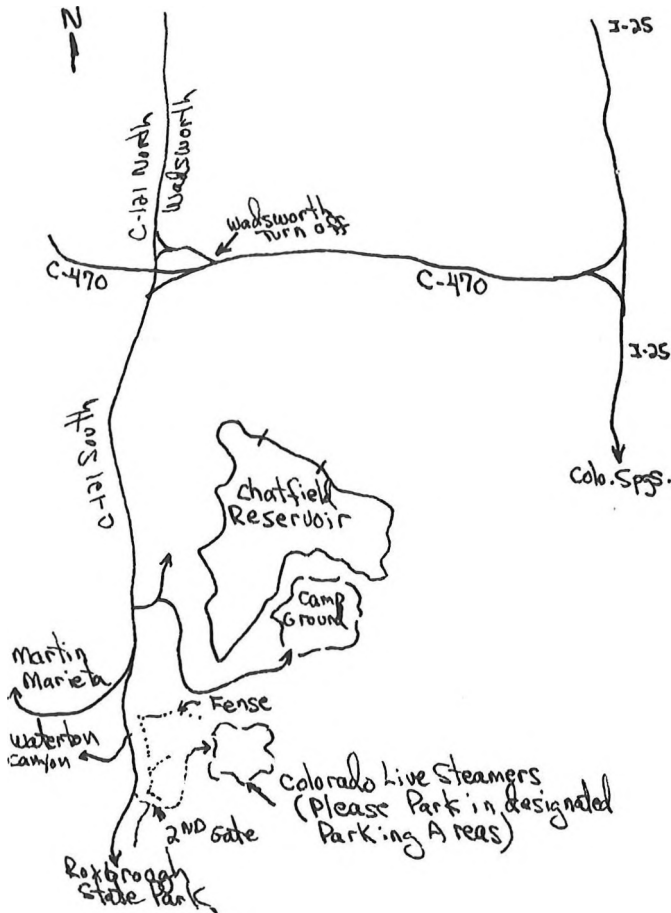 N
I-25
C-121 North
Wadsworth
Wadsworth
Turn off
C-470
C-470
I-25
C-121 South
Colo. Spgs.
Chatfield
Reservoir
Camp
Ground
Martin
Marieta
Fense
Waterton
Canyon
Colorado Live Steamers
(Please Park in designated
Parking Areas)
2ND Gate
Roxbrough
State Park